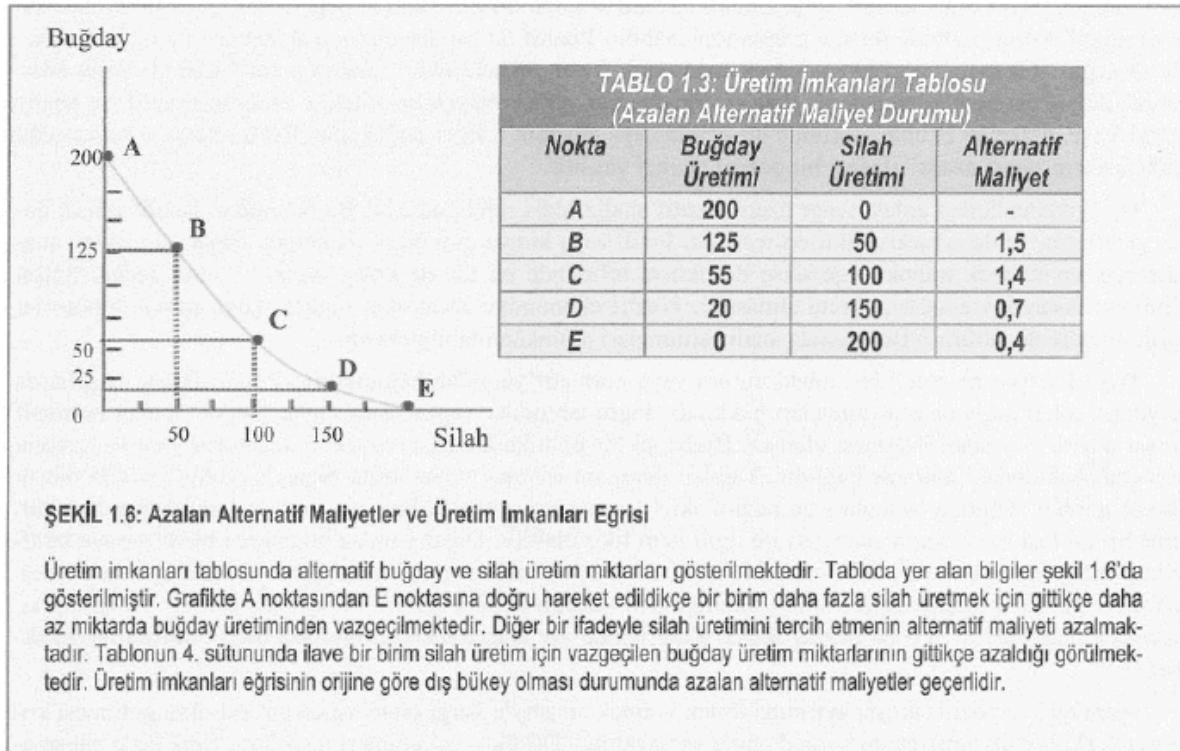 Buğday
200
A
B
125
C
50
25
D
E
0
50
100
150
Silah
TABLO 1.3: Üretim İmkanları Tablosu
(Azalan Alternatif Maliyet Durumu)
Nokta Buğday Üretimi Silah Üretimi Alternatif Maliyet
A 200 0
B 125 50 1,5
C 55 100 1,4
D 20 150 0,7
E 0 200 0,4
ŞEKİL 1.6: Azalan Alternatif Maliyetler ve Üretim İmkanları Eğrisi
Üretim imkanları tablosunda alternatif buğday ve silah üretim miktarları gösterilmektedir. Tabloda yer alan bilgiler şekil 1.6'da
gösterilmiştir. Grafikte A noktasından E noktasına doğru hareket edildikçe bir birim daha fazla silah üretmek için gittikçe daha
az miktarda buğday üretiminden vazgeçilmektedir. Diğer bir ifadeyle silah üretimini tercih etmenin alternatif maliyeti azalmak-
tadır. Tablonun 4. sütununda ilave bir birim silah üretim için vazgeçilen buğday üretim miktarlarının gittikçe azaldığı görülmek-
tedir. Üretim imkanları eğrisinin orijine göre dış bükey olması durumunda azalan alternatif maliyetler geçerlidir.